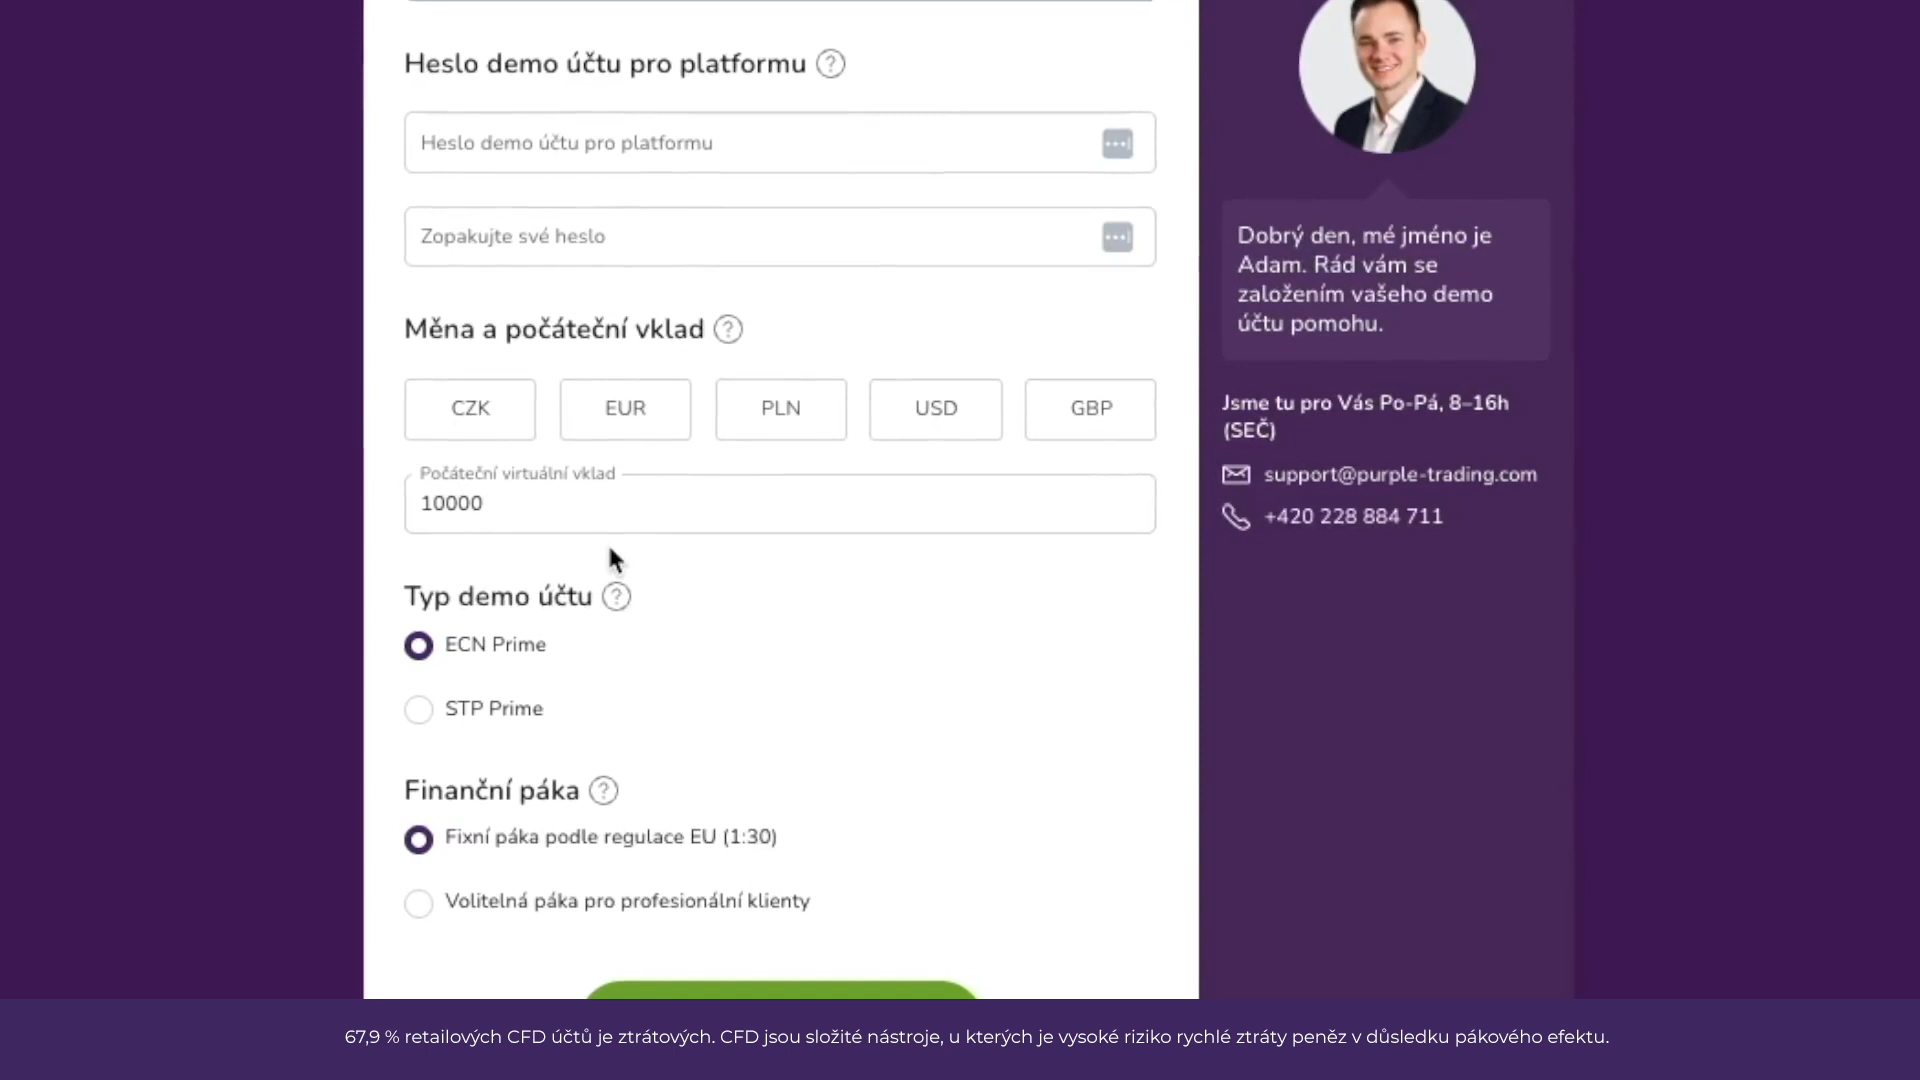 Heslo demo účtu pro platformu ?
Heslo demo účtu pro platformu
Zopakujte své heslo
Měna a počáteční vklad ?
CZK EUR PLN USD GBP
Počáteční virtuální vklad
10000
Typ demo účtu ?
ECN Prime
STP Prime
Finanční páka ?
Fixní páka podle regulace EU (1:30)
Volitelná páka pro profesionální klienty
Dobrý den, mé jméno je
Adam. Rád vám se
založením vašeho demo
účtu pomohu.
Jsme tu pro Vás Po-Pá, 8–16h
(SEČ)
support@purple-trading.com
+420 228 884 711
67,9 % retailových CFD účtů je ztrátových. CFD jsou složité nástroje, u kterých je vysoké riziko rychlé ztráty peněz v důsledku pákového efektu.